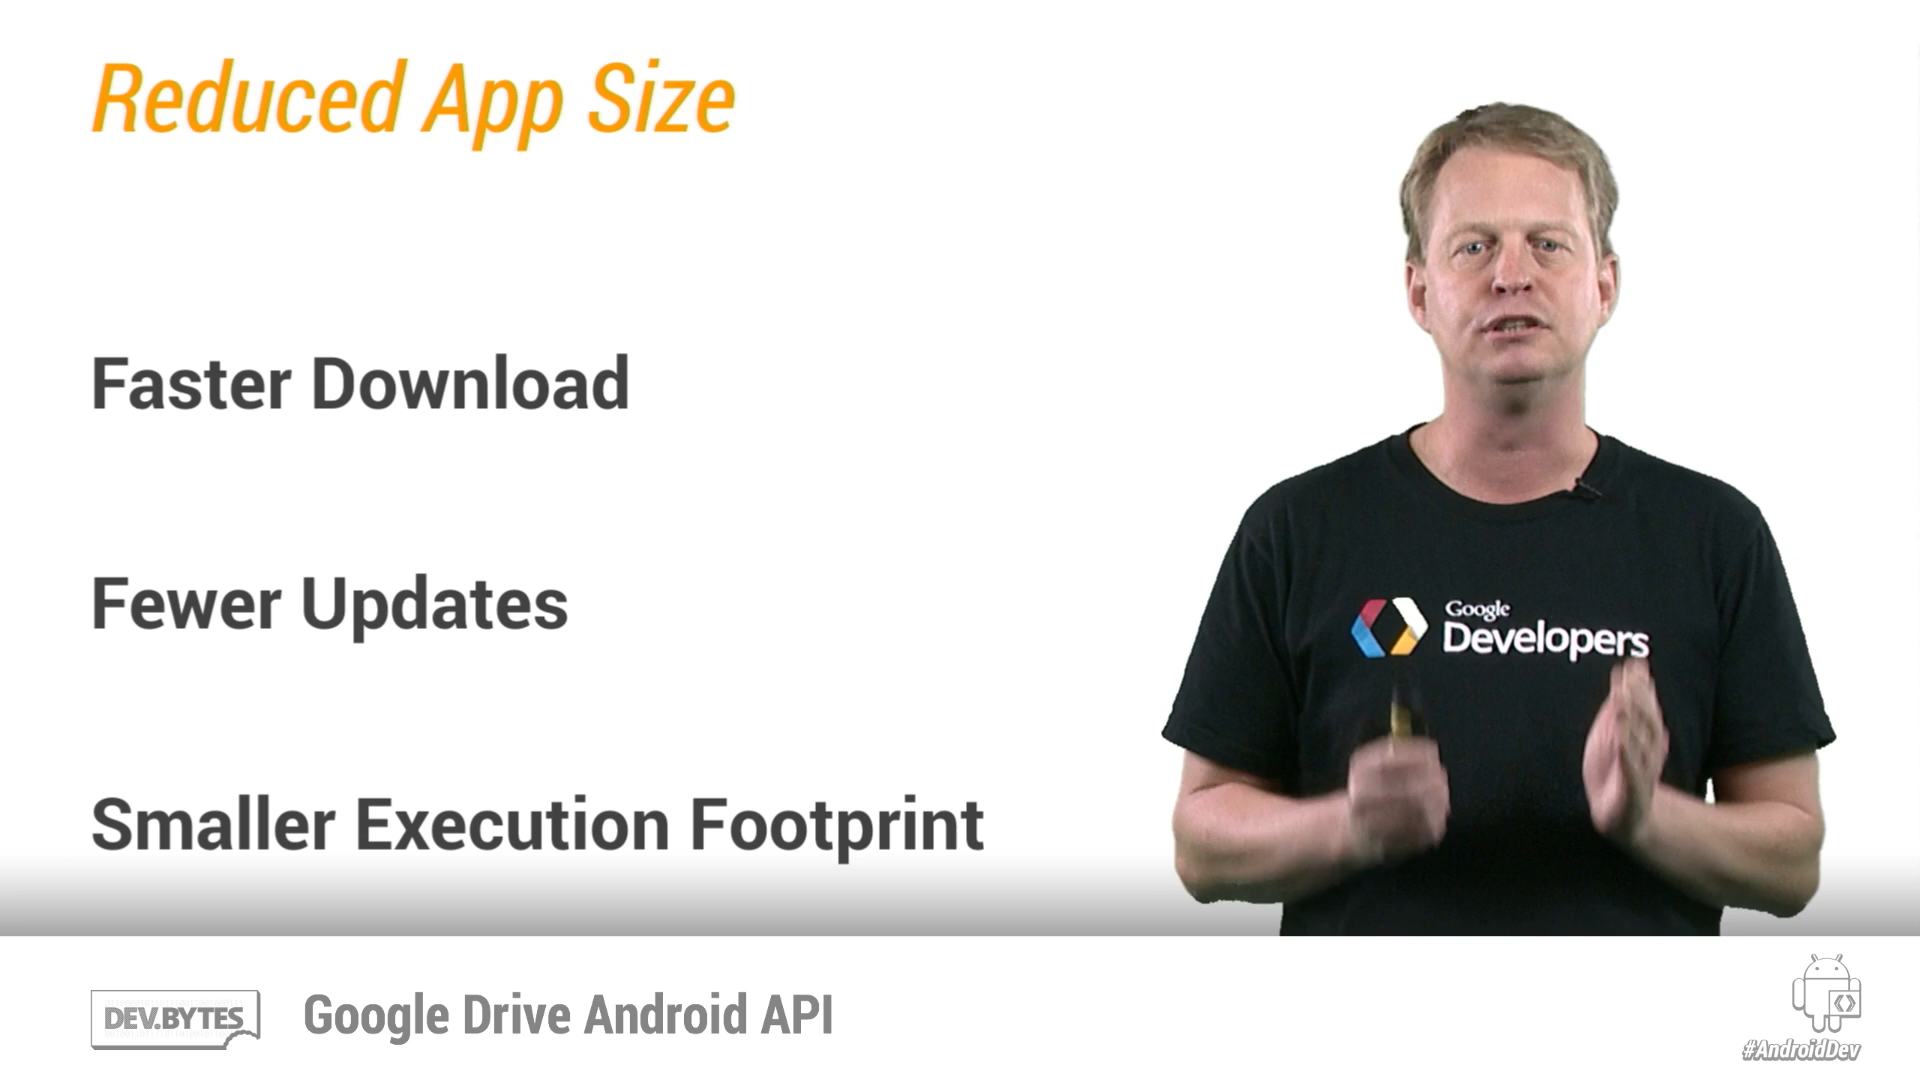 Reduced App Size
Faster Download
Fewer Updates
Smaller Execution Footprint
Google
Developers
DEV.BYTES
Google Drive Android API
#AndroidDev